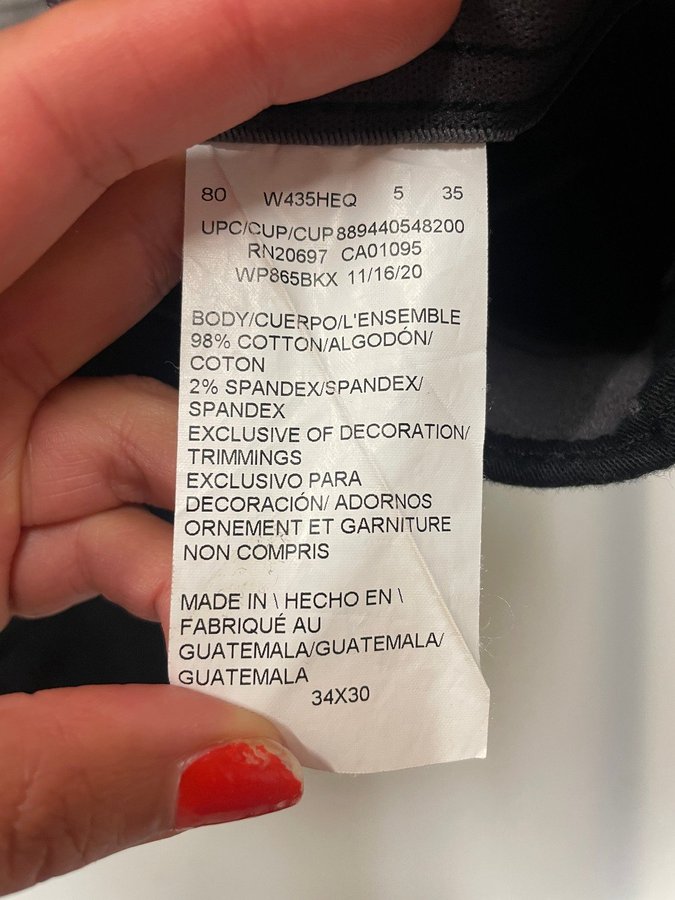 80 W435HEQ 5 35
UPC/CUP/CUP889440548200
RN20697 CA01095
WP865BKX 11/16/20
BODY/CUERPO/L'ENSEMBLE
98% COTTON/ALGODÓN/
COTON
2% SPANDEX/SPANDEX/
SPANDEX
EXCLUSIVE OF DECORATION/
TRIMMINGS
EXCLUSIVO PARA
DECORACIÓN/ ADORNOS
ORNEMENT ET GARNITURE
NON COMPRIS
MADE IN \ HECHO EN \
FABRIQUÉ AU
GUATEMALA/GUATEMALA/
GUATEMALA
34X30